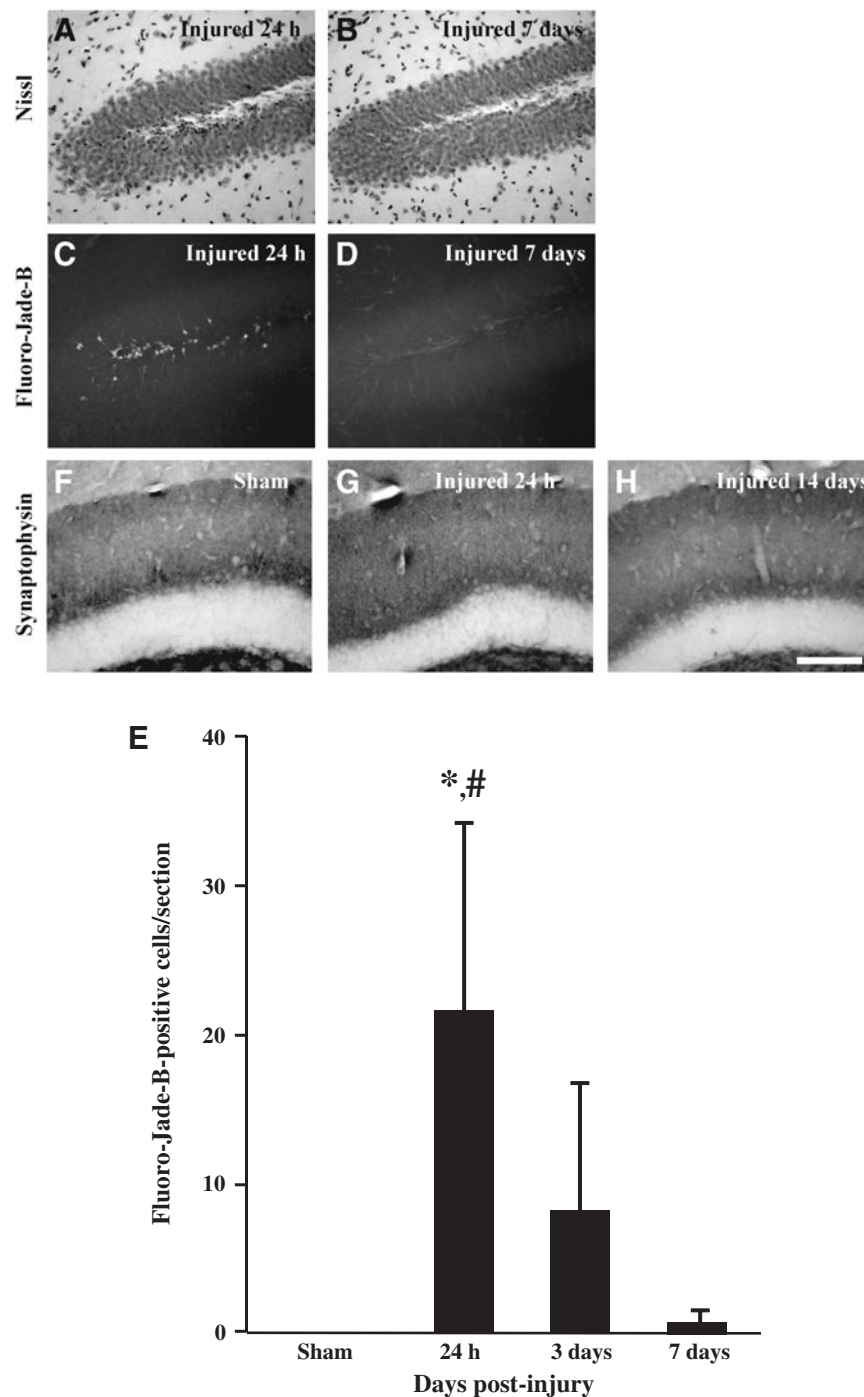 A Injured 24 h
B Injured 7 days
Nissl
C Injured 24 h
D Injured 7 days
Fluoro-Jade-B
F Sham
G Injured 24 h
H Injured 14 days
Synaptophysin
E
40
*,#
30
20
10
0
Fluoro-Jade-B-positive cells/section
Sham 24 h 3 days 7 days
Days post-injury